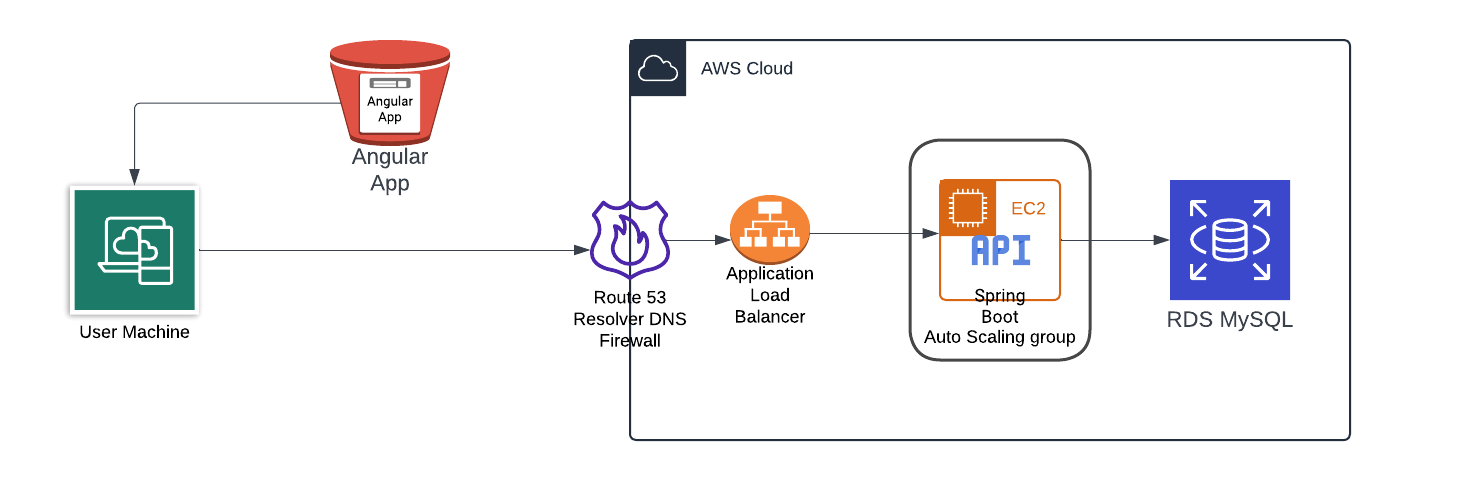 Angular
App
Angular
App
AWS Cloud
User Machine
Route 53
Resolver DNS
Firewall
Application
Load
Balancer
EC2
API
Spring
Boot
Auto Scaling group
RDS MySQL